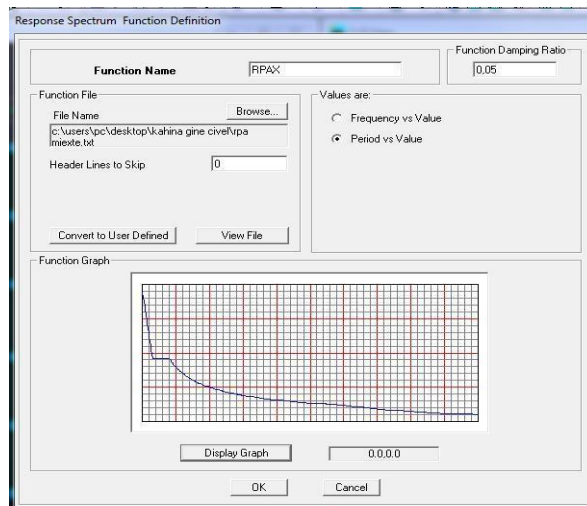 Response Spectrum Function Definition
Function Damping Ratio
Function Name
RPAX
0,05
Function File
Values are:
File Name
Browse...
Frequency vs Value
c:\users\pc\desktop\kahina gine civel\rpa
miexte.txt
Period vs Value
Header Lines to Skip
0
Convert to User Defined
View File
Function Graph
Display Graph
0.0,0.0
OK
Cancel